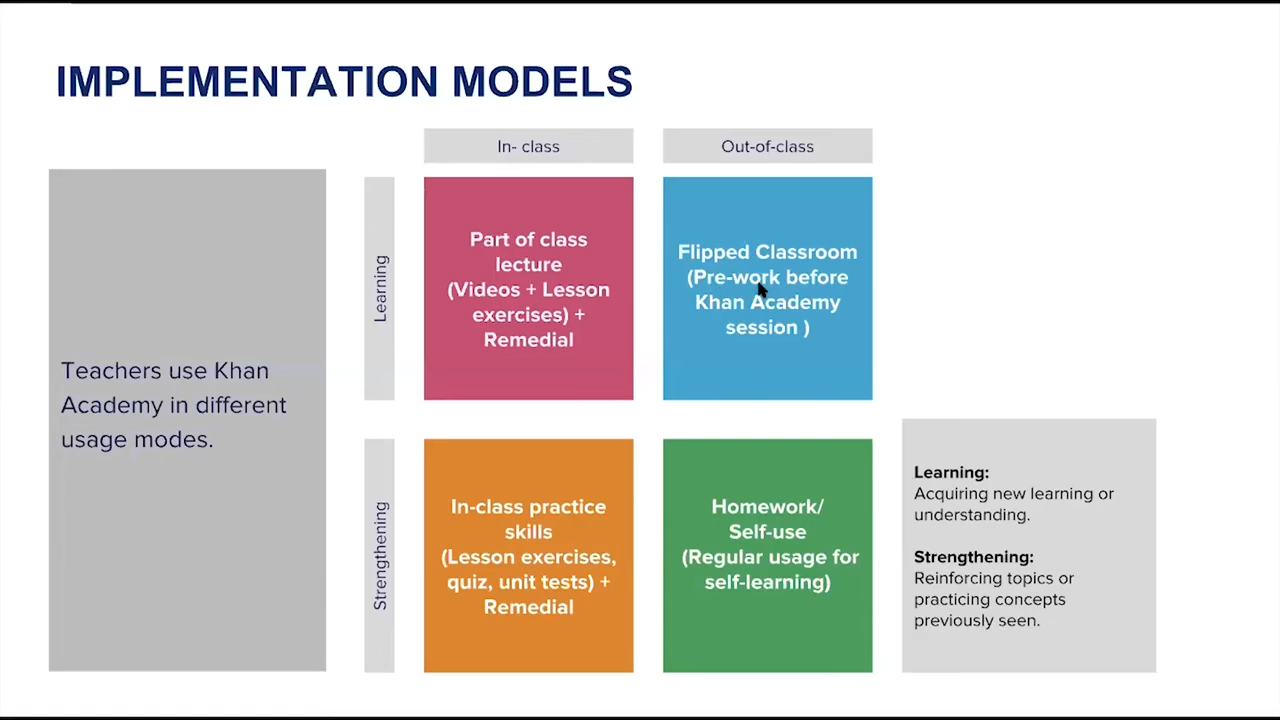 IMPLEMENTATION MODELS
In- class
Out-of-class
Teachers use Khan
Academy in different
usage modes.
Learning
Part of class
lecture
(Videos + Lesson
exercises) +
Remedial
Flipped Classroom
(Pre-work before
Khan Academy
session )
Strengthening
In-class practice
skills
(Lesson exercises,
quiz, unit tests) +
Remedial
Homework/
Self-use
(Regular usage for
self-learning)
Learning:
Acquiring new learning or
understanding.
Strengthening:
Reinforcing topics or
practicing concepts
previously seen.